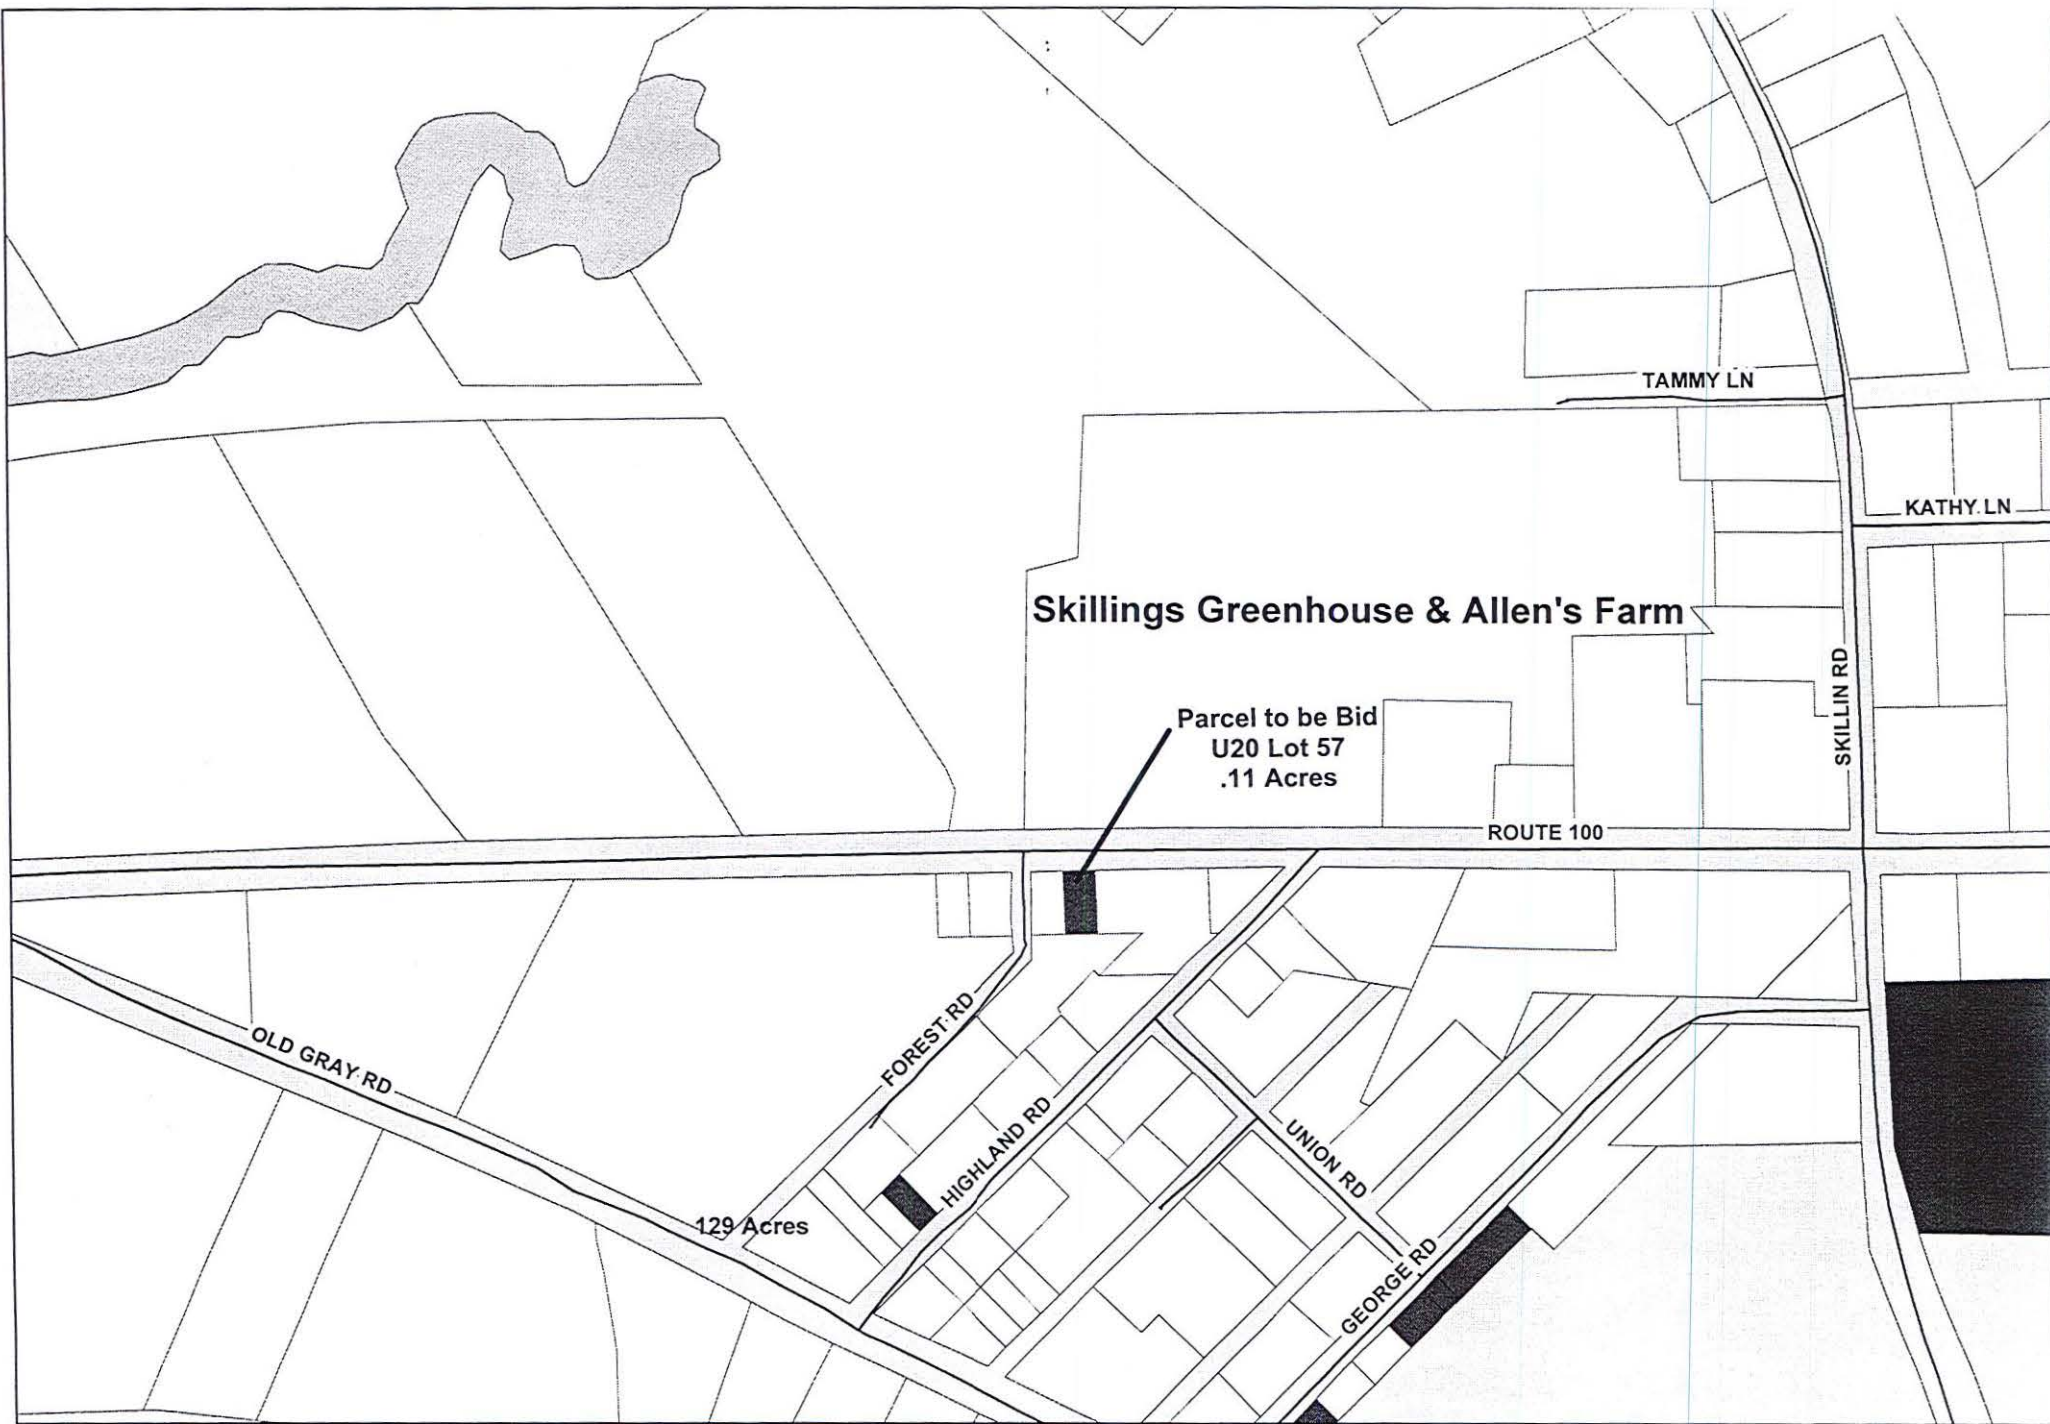 TAMMY LN
KATHY LN
Skillings Greenhouse & Allen's Farm
SKILLIN RD
Parcel to be Bid
U20 Lot 57
.11 Acres
ROUTE 100
OLD GRAY RD
FOREST RD
HIGHLAND RD
UNION RD
129 Acres
GEORGE RD